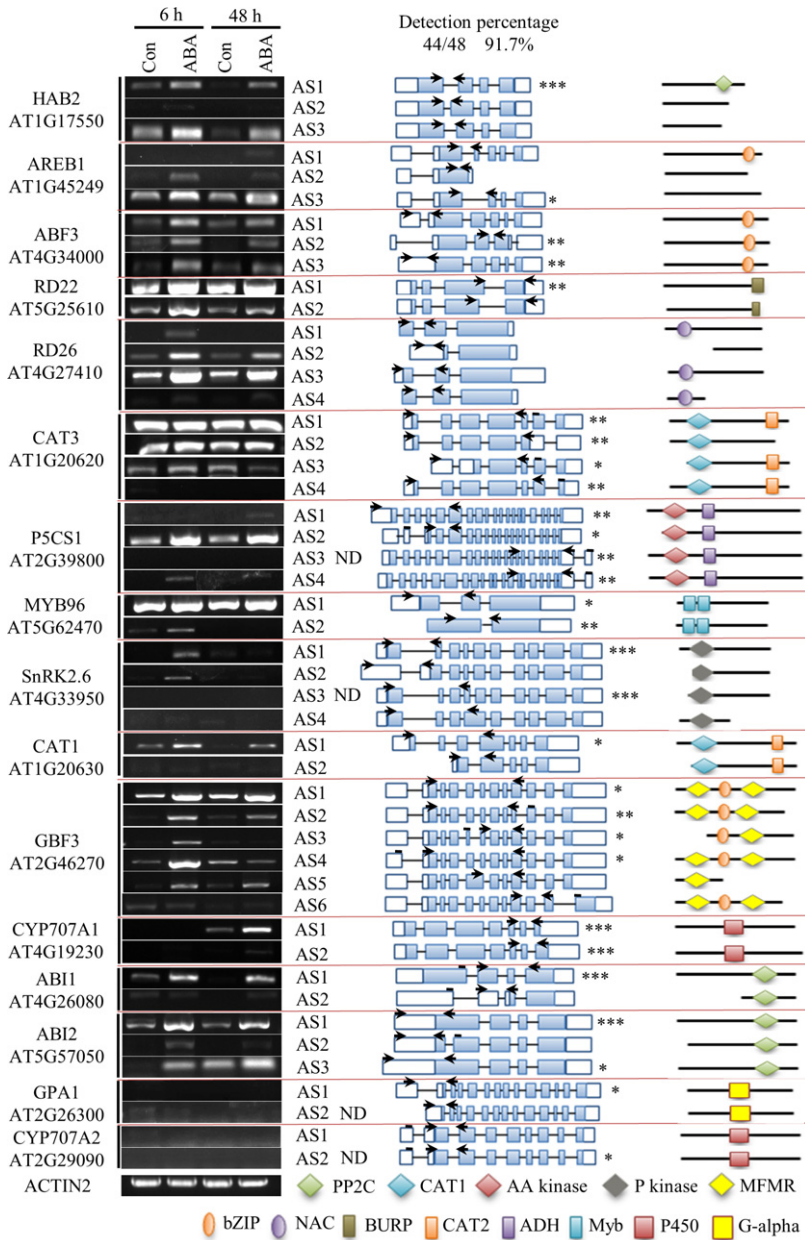 6 h 48 h Detection percentage
Con ABA Con ABA 44/48 91.7%
HAB2 AT1G17550
AS1 ***
AS2
AS3
AREB1 AT1G45249
AS1
AS2
AS3 *
ABF3 AT4G34000
AS1
AS2 **
AS3 **
RD22 AT5G25610
AS1 **
AS2
RD26 AT4G27410
AS1
AS2
AS3
AS4
CAT3 AT1G20620
AS1 **
AS2 **
AS3 *
AS4 **
P5CS1 AT2G39800
AS1 **
AS2 *
AS3 ND **
AS4 **
MYB96 AT5G62470
AS1 *
AS2 **
SnRK2.6 AT4G33950
AS1 ***
AS2
AS3 ND ***
AS4
CAT1 AT1G20630
AS1 *
AS2
GBF3 AT2G46270
AS1 *
AS2 **
AS3 *
AS4 *
AS5
AS6
CYP707A1 AT4G19230
AS1 ***
AS2 ***
ABI1 AT4G26080
AS1 ***
AS2
ABI2 AT5G57050
AS1 ***
AS2
AS3 *
GPA1 AT2G26300
AS1 *
AS2 ND
CYP707A2 AT2G29090
AS1
AS2 ND *
ACTIN2 PP2C CAT1 AA kinase P kinase MFMR
bZIP NAC BURP CAT2 ADH Myb P450 G-alpha